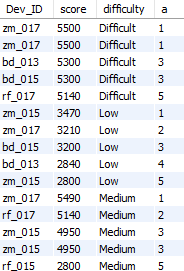 Dev_ID score difficulty a
zm_017 5500 Difficult 1
zm_017 5500 Difficult 1
bd_013 5300 Difficult 3
bd_015 5300 Difficult 3
rf_017 5140 Difficult 5
zm_015 3470 Low 1
zm_017 3210 Low 2
bd_015 3200 Low 3
bd_013 2840 Low 4
zm_015 2800 Low 5
zm_017 5490 Medium 1
rf_017 5140 Medium 2
zm_015 4950 Medium 3
zm_015 4950 Medium 3
rf_015 2800 Medium 5